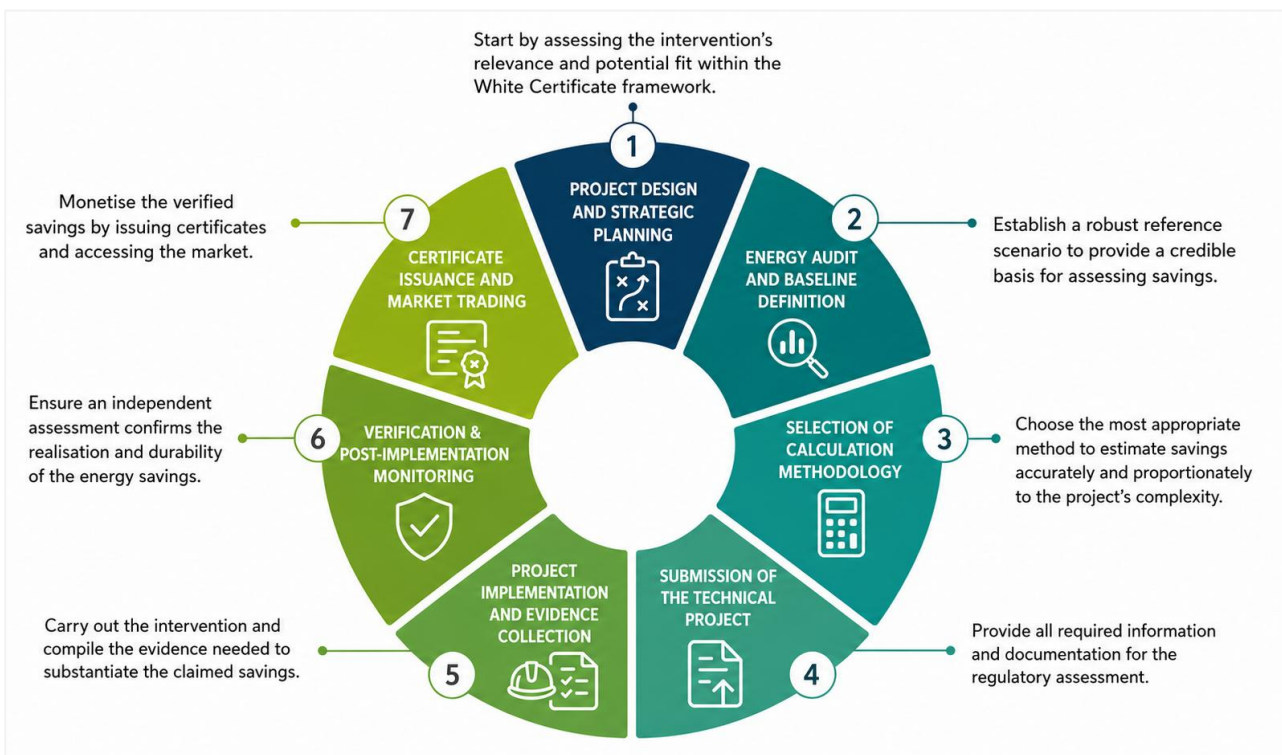 Start by assessing the intervention's
relevance and potential fit within the
White Certificate framework.
1
PROJECT DESIGN
AND STRATEGIC
PLANNING
2
ENERGY AUDIT
AND BASELINE
DEFINITION
Establish a robust reference
scenario to provide a credible
basis for assessing savings.
3
SELECTION OF
CALCULATION
METHODOLOGY
Choose the most appropriate
method to estimate savings
accurately and proportionately
to the project's complexity.
4
SUBMISSION OF
THE TECHNICAL
PROJECT
Provide all required information
and documentation for the
regulatory assessment.
5
PROJECT
IMPLEMENTATION
AND EVIDENCE
COLLECTION
Carry out the intervention and
compile the evidence needed to
substantiate the claimed savings.
6
VERIFICATION &
POST-IMPLEMENTATION
MONITORING
Ensure an independent
assessment confirms the
realisation and durability
of the energy savings.
7
CERTIFICATE
ISSUANCE AND
MARKET TRADING
Monetise the verified
savings by issuing certificates
and accessing the market.